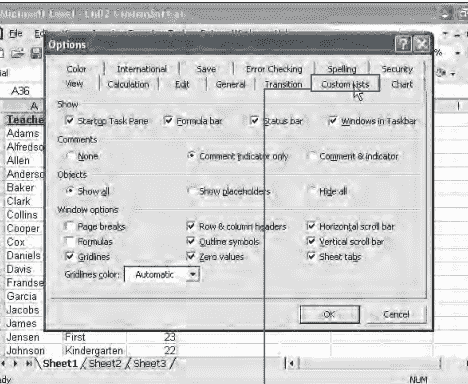 Microsoft Excel
File
Options
Color International Save Error Checking Spelling Security
View Calculation Edit General Transition Custom Lists Chart
A36
A
Show
Teache
Startup Task Pane Formula bar Status bar Windows in Taskbar
Adams
Alfredso
Comments
Allen
None Comment indicator only Comment & indicator
Anderso
Objects
Baker
Show all Show placeholders Hide all
Clark
Collins
Window options
Cooper
Page breaks Row & column headers Horizontal scroll bar
Cox
Formulas Outline symbols Vertical scroll bar
Daniels
Gridlines Zero values Sheet tabs
Davis
Gridlines color: Automatic
Frandse
Garcia
Jacobs
OK Cancel
James
Jensen First 23
Johnson Kindergarten 22
Sheet1 Sheet2 Sheet3
NUM